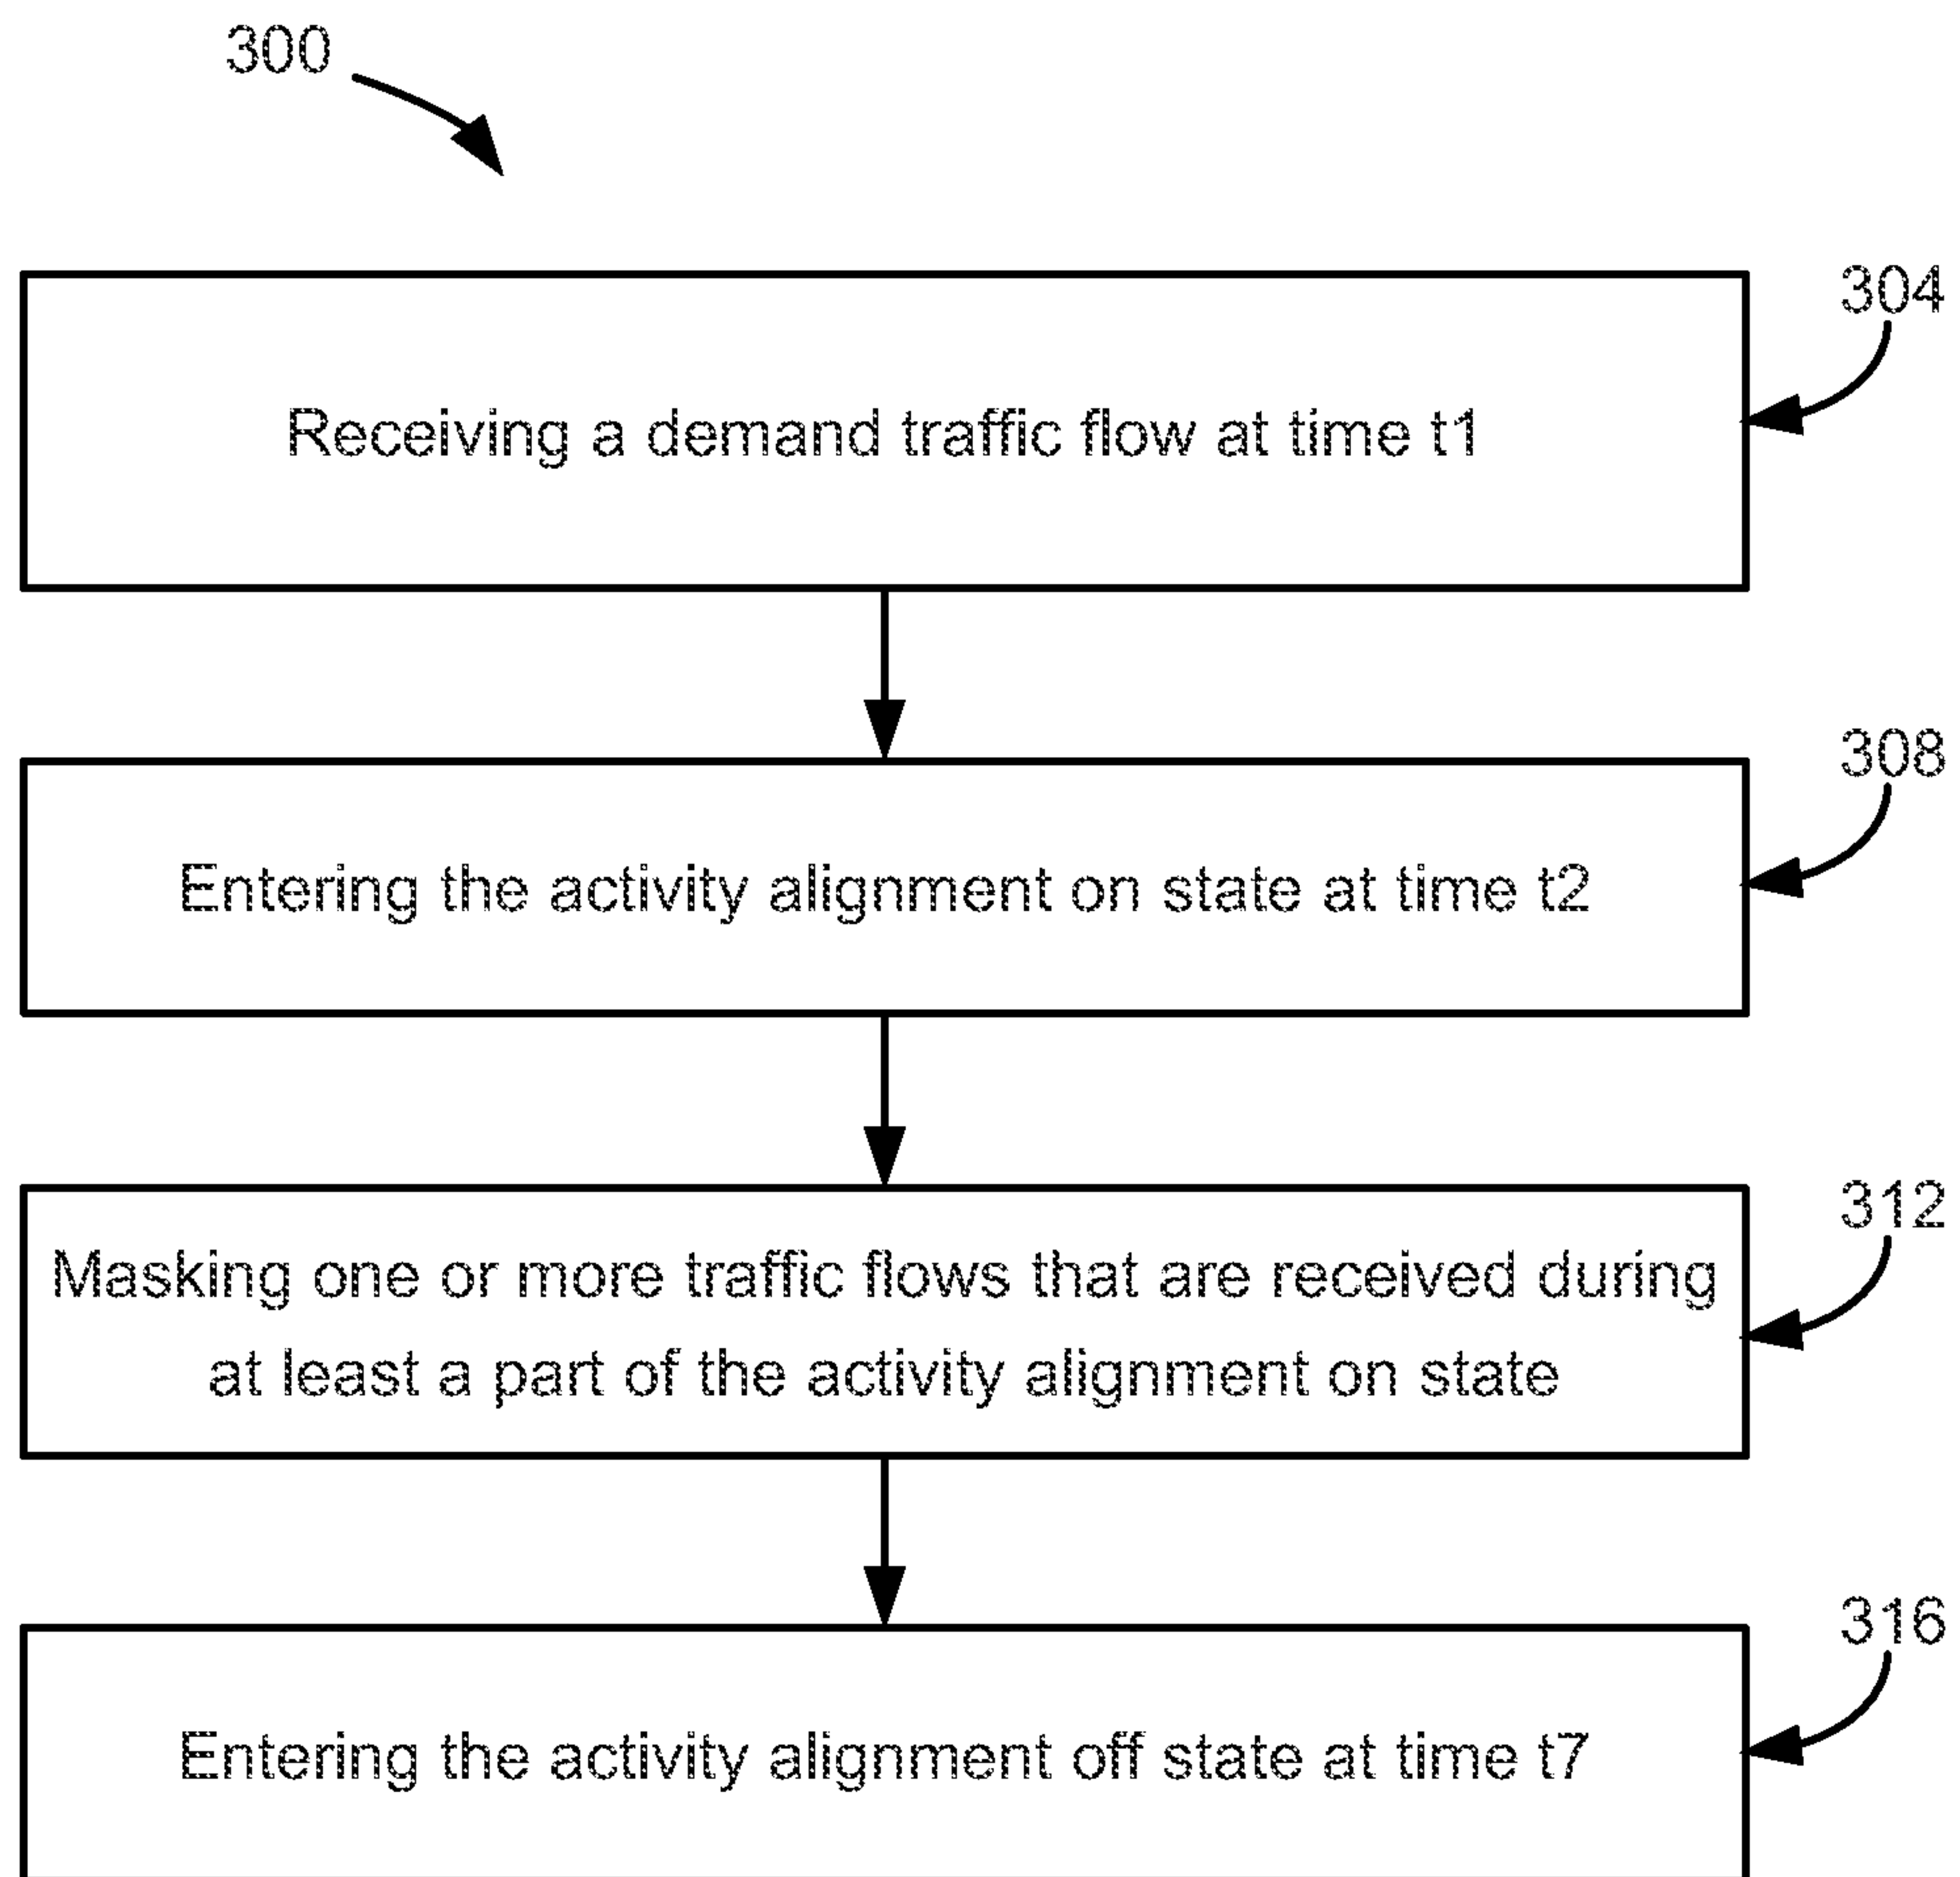 300
304
Receiving a demand traffic flow at time t1
308
Entering the activity alignment on state at time t2
312
Masking one or more traffic flows that are received during
at least a part of the activity alignment on state
316
Entering the activity alignment off state at time t7